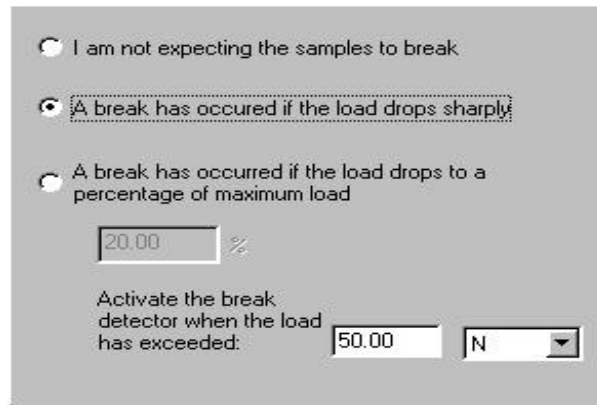 I am not expecting the samples to break
A break has occured if the load drops sharply
A break has occurred if the load drops to a
percentage of maximum load
20.00 %
Activate the break
detector when the load
has exceeded: 50.00 N